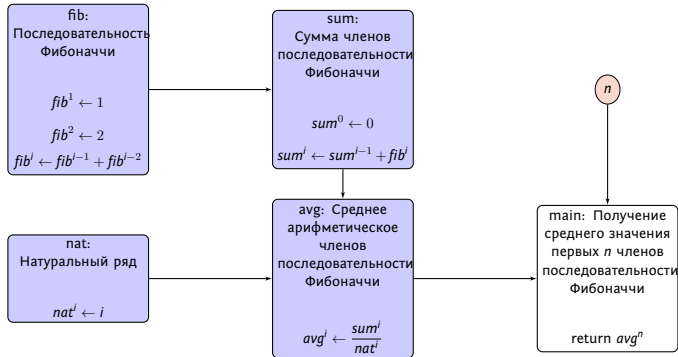 fib:
Последовательность
Фибоначчи
fib¹ ← 1
fib² ← 2
fibⁱ ← fibⁱ⁻¹ + fibⁱ⁻²
sum:
Сумма членов
последовательности
Фибоначчи
sum⁰ ← 0
sumⁱ ← sumⁱ⁻¹ + fibⁱ
n
nat:
Натуральный ряд
natⁱ ← i
avg: Среднее
арифметическое
членов
последовательности
Фибоначчи
avgⁱ ← sumⁱ / natⁱ
main: Получение
среднего значения
первых n членов
последовательности
Фибоначчи
return avgⁿ